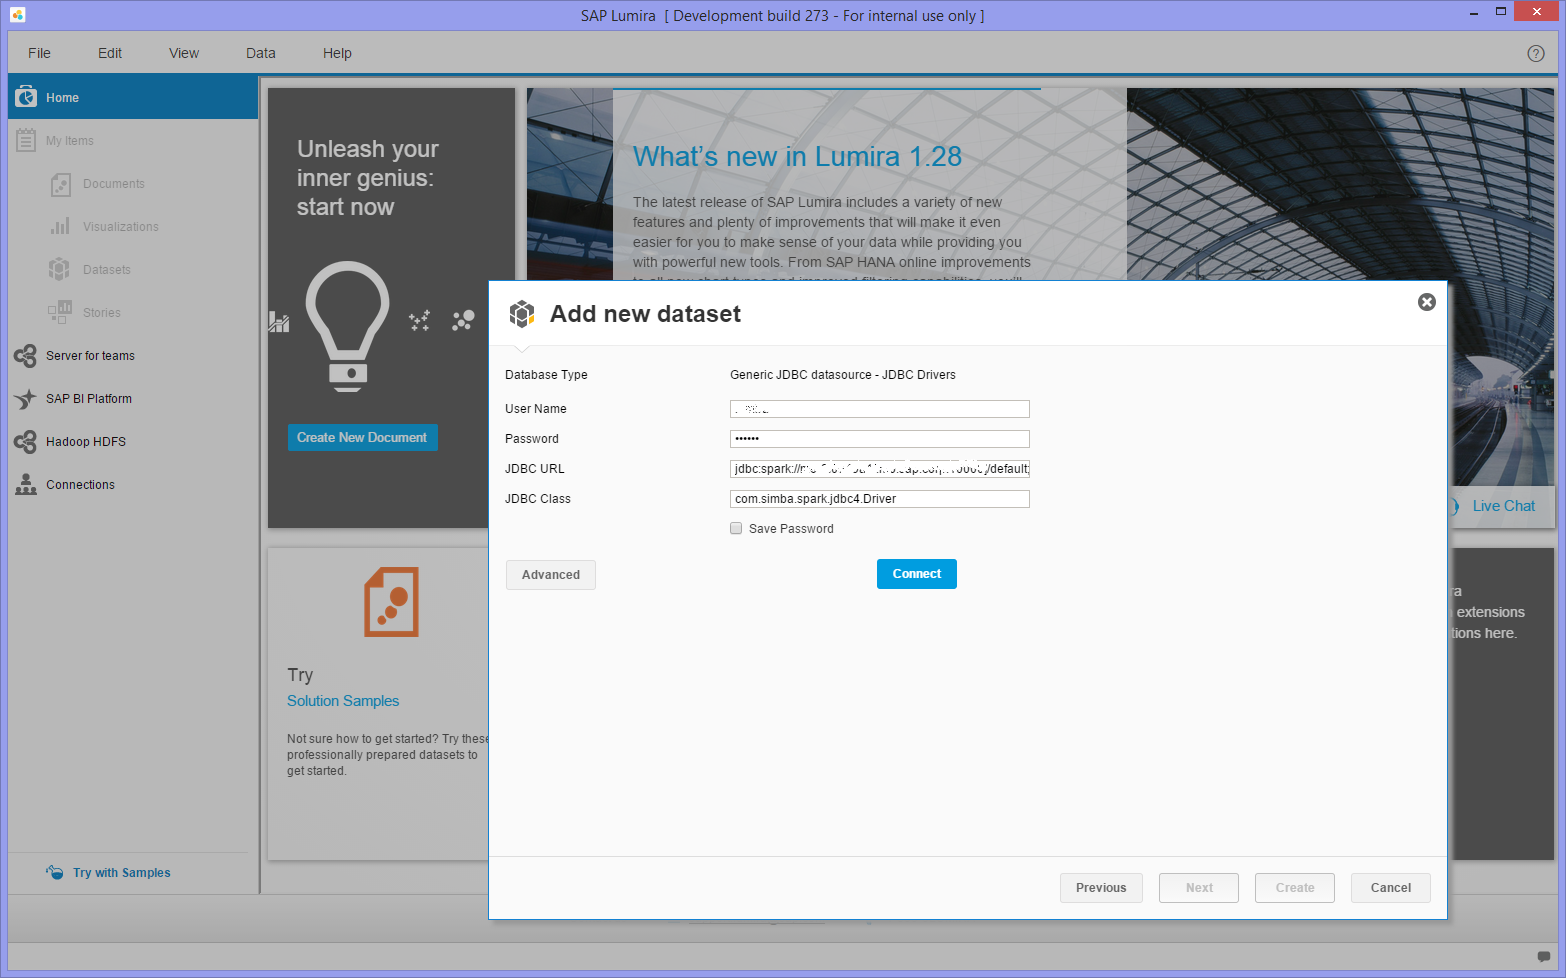 SAP Lumira [ Development build 273 - For internal use only ]
File Edit View Data Help
Home
My Items
Documents
Visualizations
Datasets
Stories
Server for teams
SAP BI Platform
Hadoop HDFS
Connections
Try with Samples
Unleash your
inner genius:
start now
Create New Document
What's new in Lumira 1.28
The latest release of SAP Lumira includes a variety of new
features and plenty of improvements that will make it even
easier for you to make sense of your data while providing you
with powerful new tools. From SAP HANA online improvements
Try
Solution Samples
Not sure how to get started? Try these
professionally prepared datasets to
get started.
Live Chat
extensions
here.
Add new dataset
Database Type Generic JDBC datasource - JDBC Drivers
User Name
Password ••••••
JDBC URL jdbc:spark:// /default;
JDBC Class com.simba.spark.jdbc4.Driver
Save Password
Advanced Connect
Previous Next Create Cancel